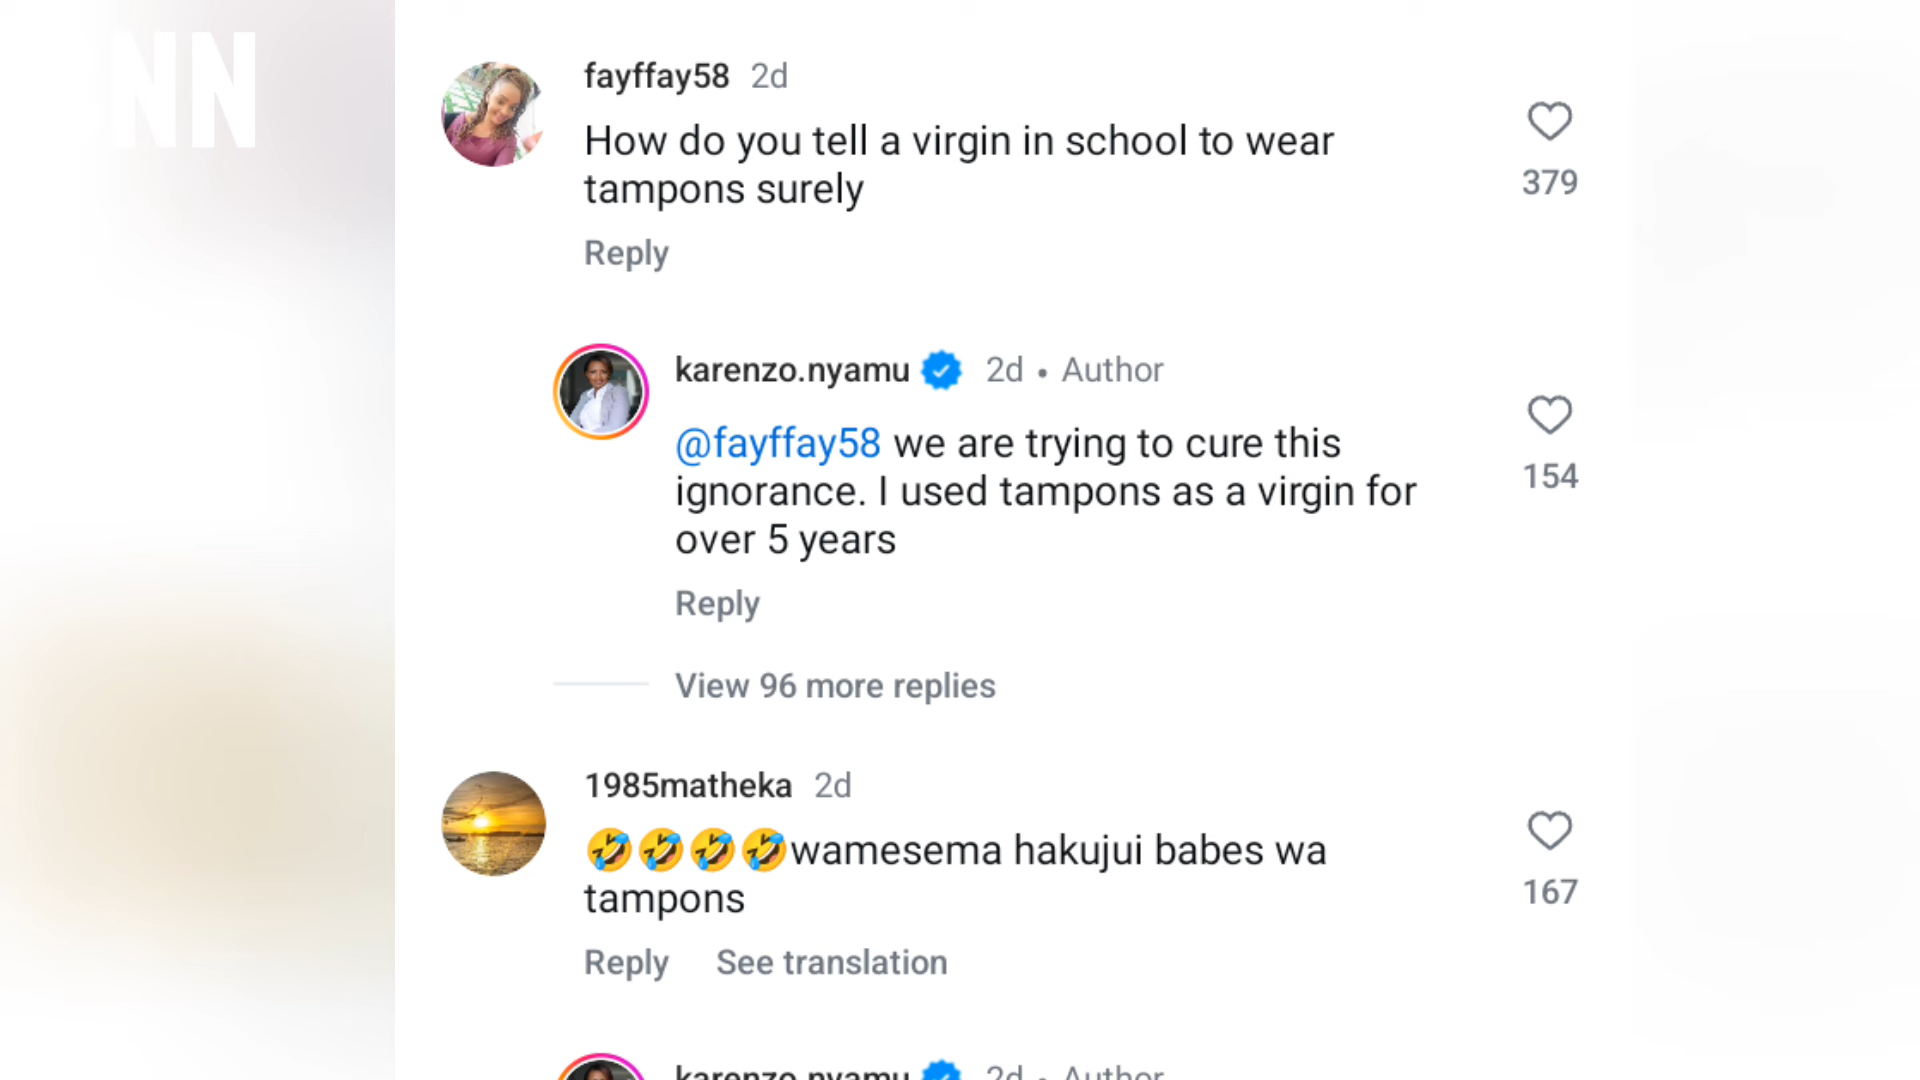 NN
fayffay58 2d
How do you tell a virgin in school to wear
tampons surely
379
Reply
karenzo.nyamu 2d • Author
@fayffay58 we are trying to cure this
ignorance. I used tampons as a virgin for
over 5 years
154
Reply
View 96 more replies
1985matheka 2d
🤣🤣🤣🤣wamesema hakujui babes wa
tampons
167
Reply See translation
karenzo.nyamu 2d • Author